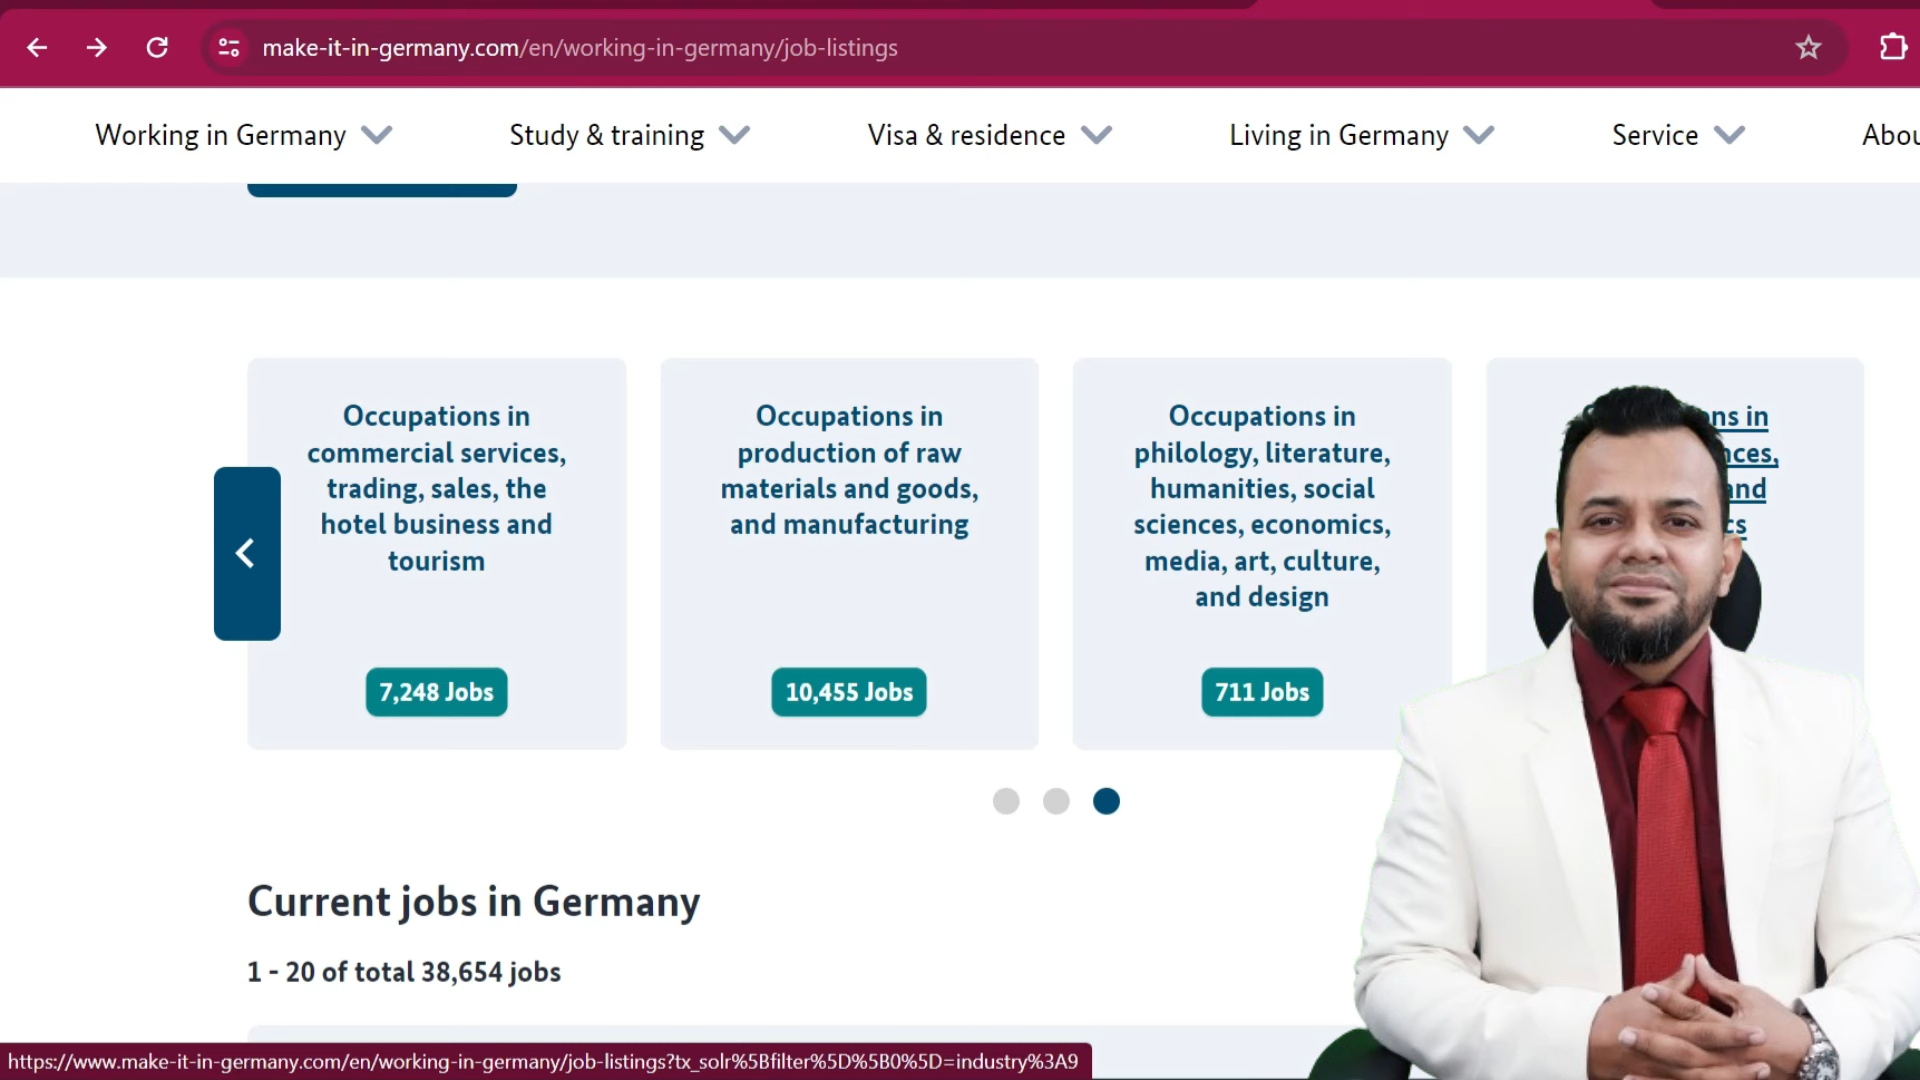 make-it-in-germany.com/en/working-in-germany/job-listings
Working in Germany
Study & training
Visa & residence
Living in Germany
Service
Occupations in
commercial services,
trading, sales, the
hotel business and
tourism
7,248 Jobs
Occupations in
production of raw
materials and goods,
and manufacturing
10,455 Jobs
Occupations in
philology, literature,
humanities, social
sciences, economics,
media, art, culture,
and design
711 Jobs
in
and
Current jobs in Germany
1 - 20 of total 38,654 jobs
https://www.make-it-in-germany.com/en/working-in-germany/job-listings?tx_solr%5Bfilter%5D%5B0%5D=industry%3A9